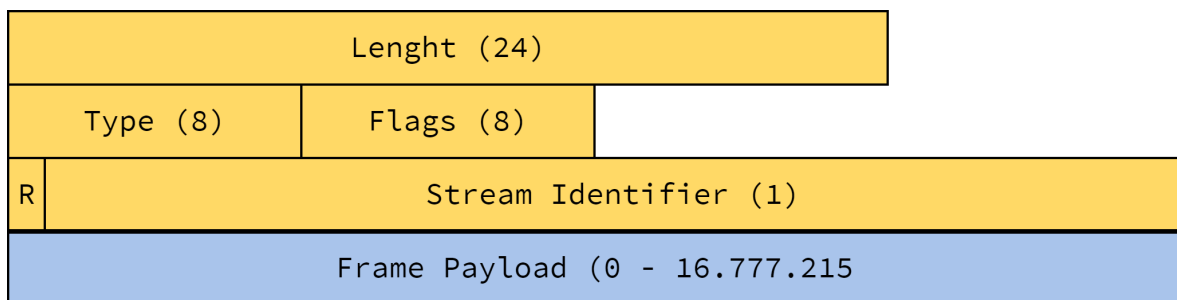 Lenght (24)
Type (8) Flags (8)
R Stream Identifier (1)
Frame Payload (0 - 16.777.215